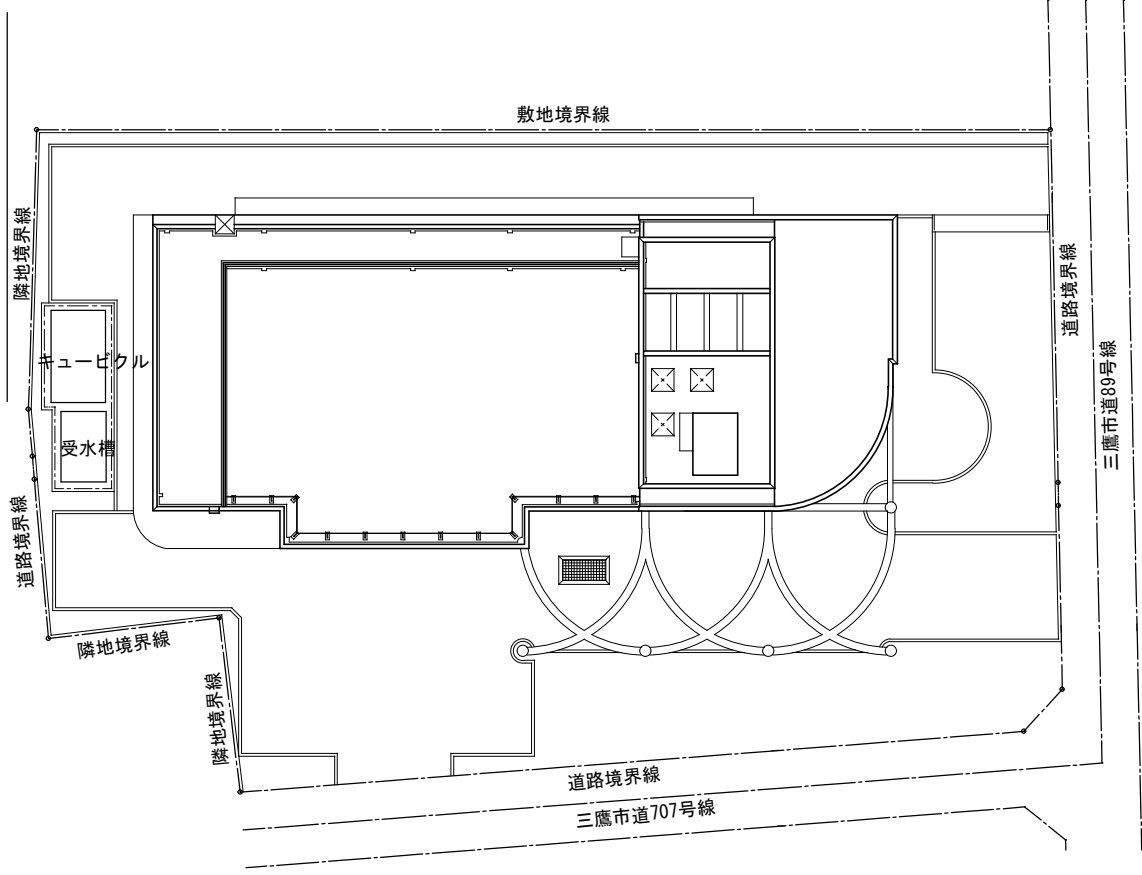 敷地境界線
隣地境界線
道路境界線
三鷹市道89号線
キュービクル
受水槽
道路境界線
隣地境界線
隣地境界線
道路境界線
三鷹市道707号線